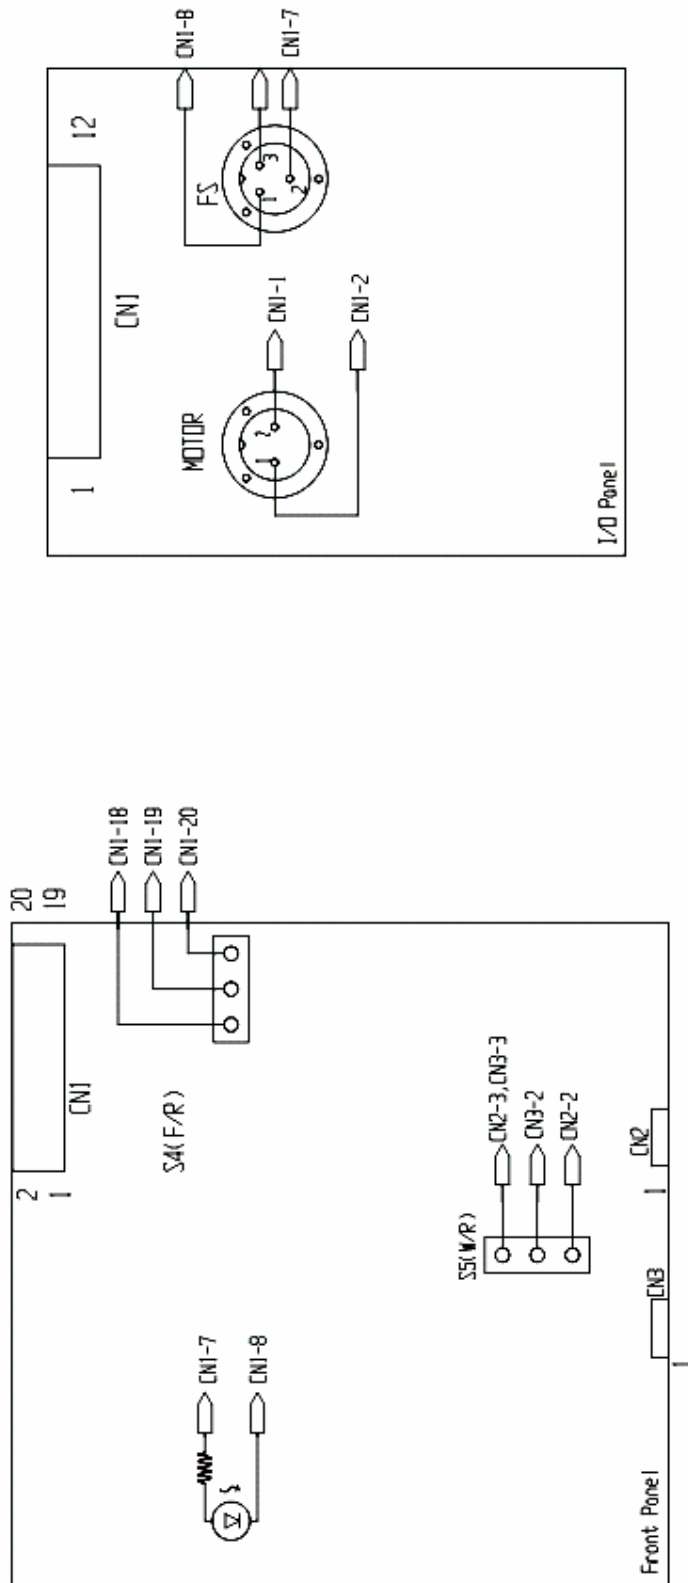 2
1
20
19
CN1
CN1-18
CN1-19
CN1-20
S4(F/R)
CN1-7
CN1-8
S5(W/R)
CN2-3,CN3-3
CN3-2
CN2-2
CN3
CN2
1
1
Front Panel
1
12
CN1
CN1-8
MOTOR
1
2
CN1-1
CN1-2
FS
1
3
2
CN1-7
I/O Panel